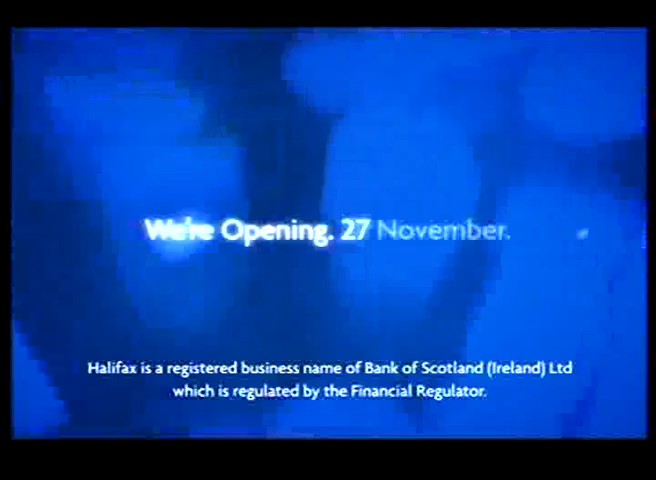 We're Opening. 27 November.
Halifax is a registered business name of Bank of Scotland (Ireland) Ltd
which is regulated by the Financial Regulator.